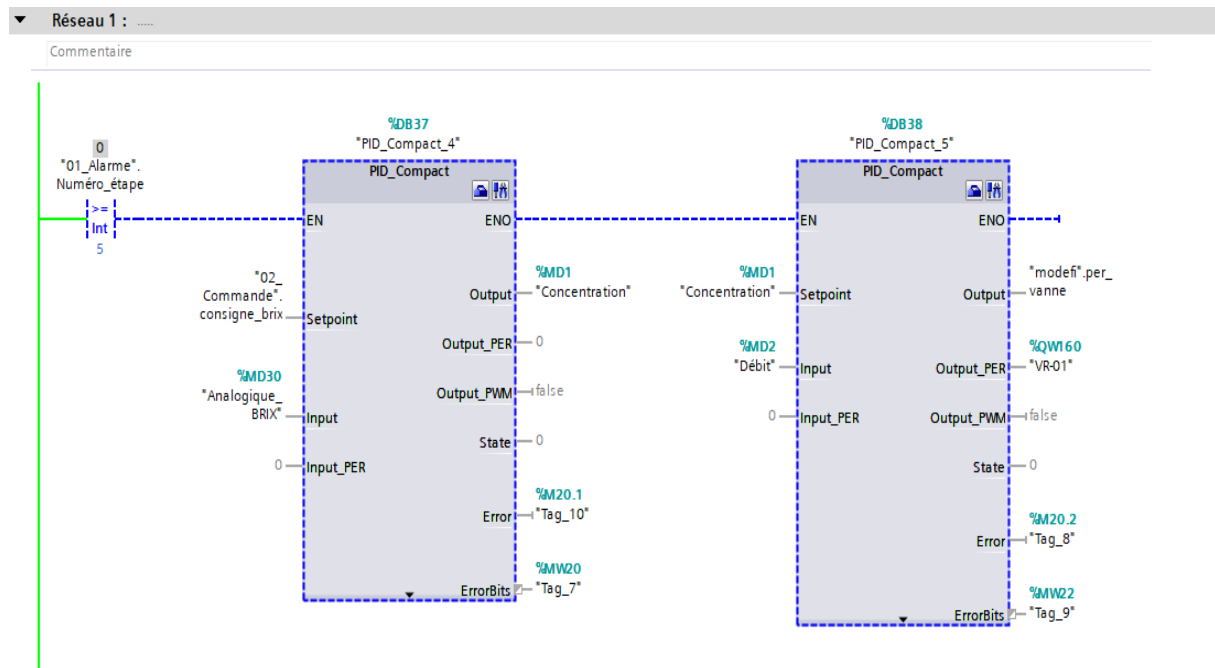 Réseau 1 : .....
Commentaire
0
"01_Alarme".
Numéro_étape
>=
Int
5
%DB37
"PID_Compact_4"
PID_Compact
EN
ENO
"02_
Commande".
consigne_brix
Setpoint
%MD30
"Analogique_
BRIX"
Input
0
Input_PER
Output
%MD1
"Concentration"
Output_PER
0
Output_PWM
false
State
0
Error
%M20.1
"Tag_10"
ErrorBits
%MW20
"Tag_7"
%DB38
"PID_Compact_5"
PID_Compact
EN
ENO
%MD1
"Concentration"
Setpoint
%MD2
"Débit"
Input
0
Input_PER
Output
"modefi".per_
vanne
Output_PER
%QW160
"VR-01"
Output_PWM
false
State
0
Error
%M20.2
"Tag_8"
ErrorBits
%MW22
"Tag_9"